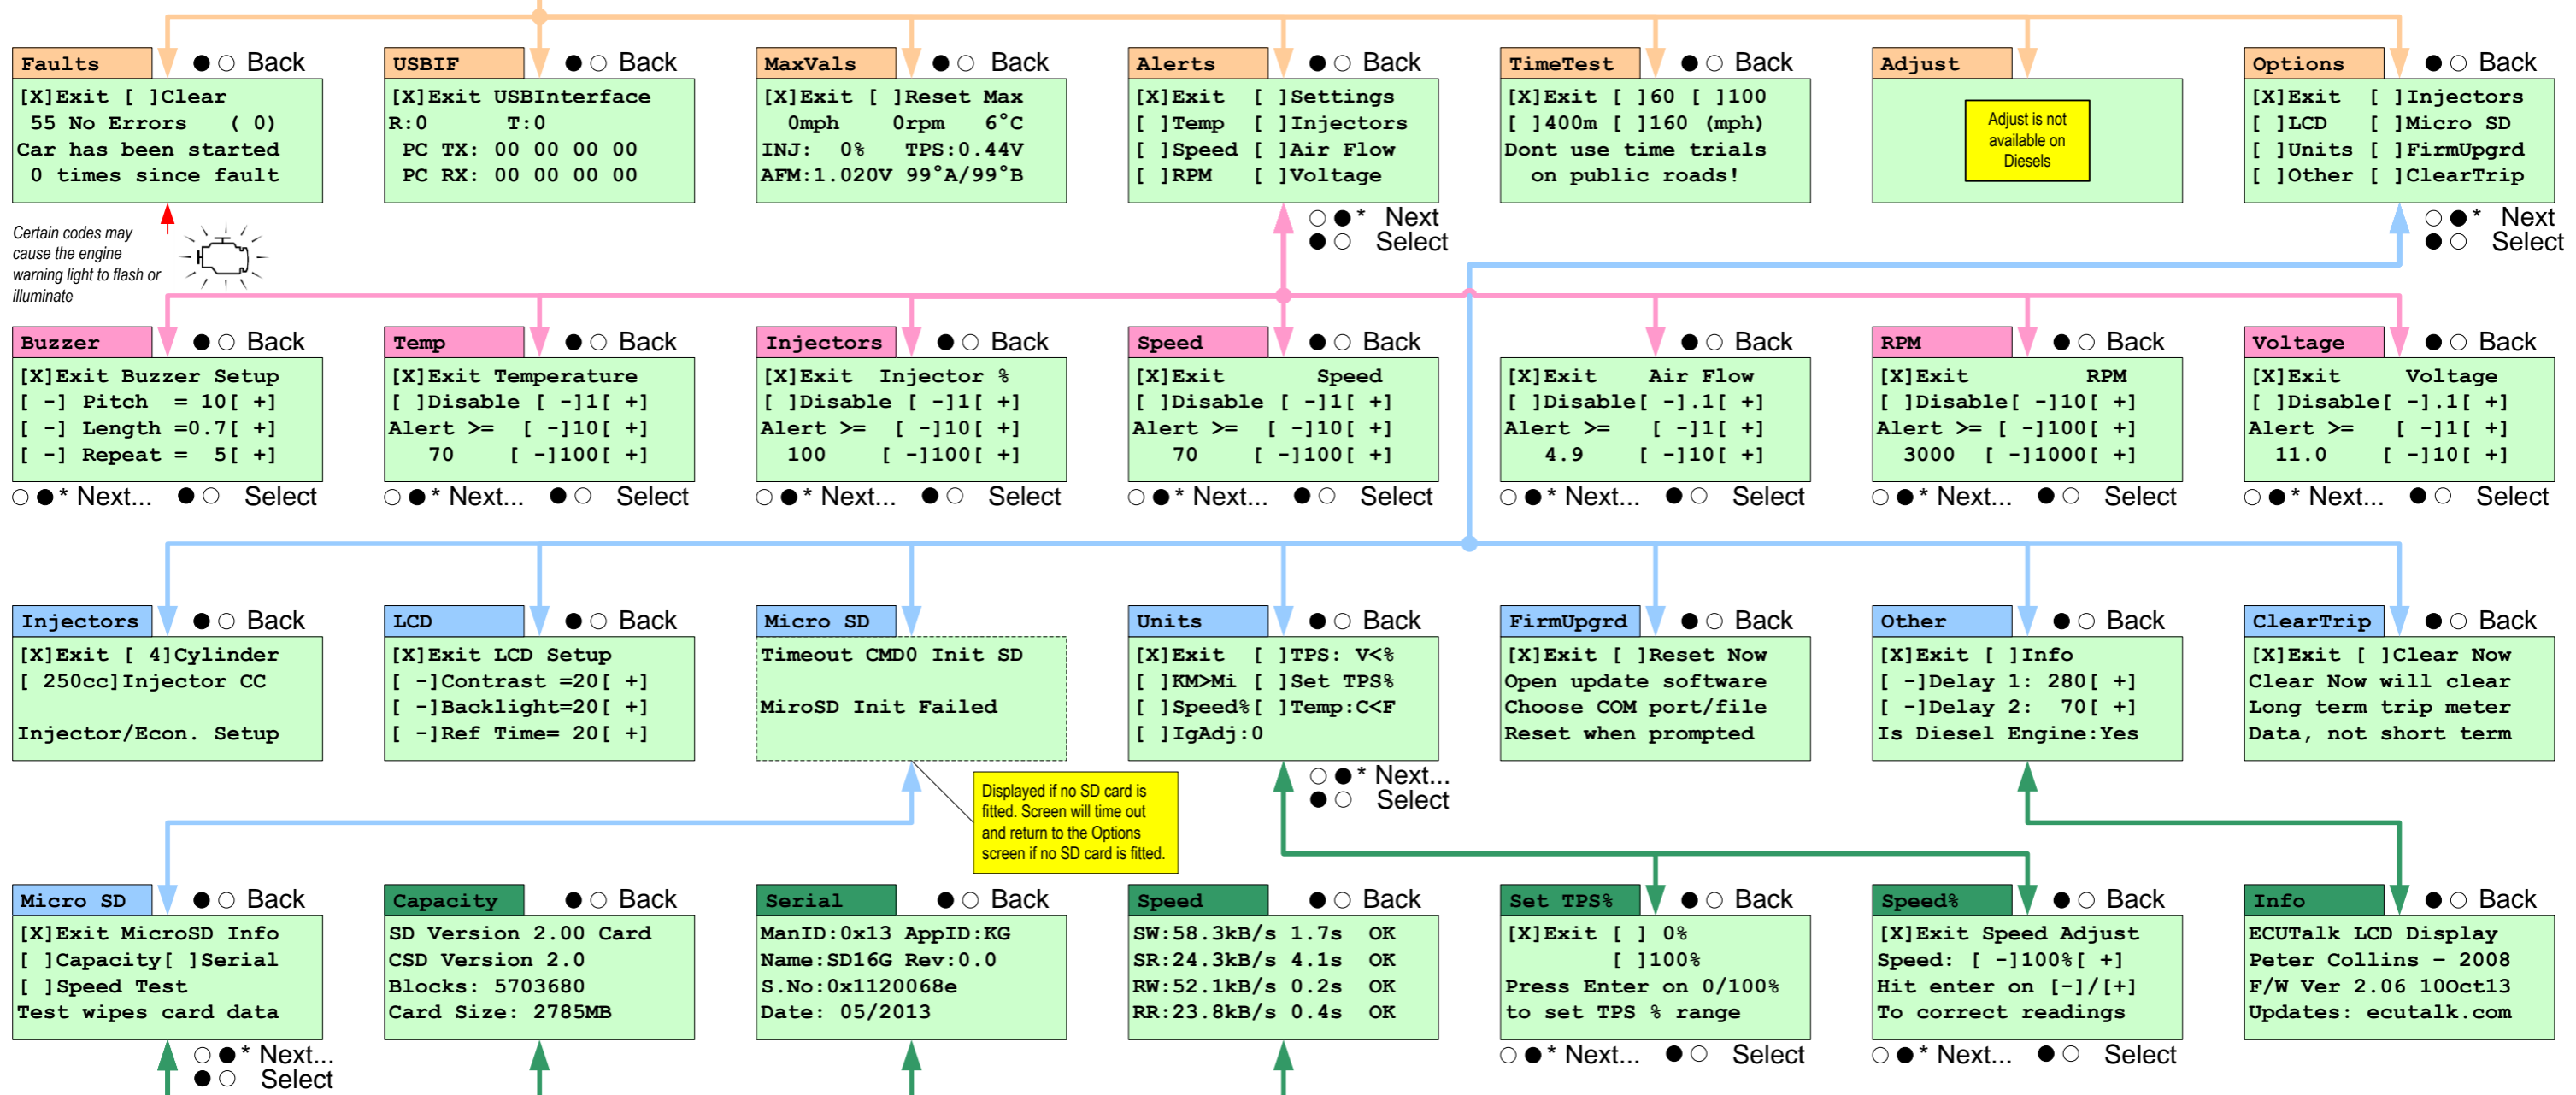 Faults ● ○ Back
[X]Exit [ ]Clear
55 No Errors ( 0)
Car has been started
0 times since fault
Certain codes may
cause the engine
warning light to flash or
illuminate
USBIF ● ○ Back
[X]Exit USBInterface
R:0 T:0
PC TX: 00 00 00 00
PC RX: 00 00 00 00
MaxVals ● ○ Back
[X]Exit [ ]Reset Max
0mph 0rpm 6°C
INJ: 0% TPS:0.44V
AFM:1.020V 99°A/99°B
Alerts ● ○ Back
[X]Exit [ ]Settings
[ ]Temp [ ]Injectors
[ ]Speed [ ]Air Flow
[ ]RPM [ ]Voltage
○ ●* Next
● ○ Select
TimeTest ● ○ Back
[X]Exit [ ]60 [ ]100
[ ]400m [ ]160 (mph)
Dont use time trials
on public roads!
Adjust
Adjust is not
available on
Diesels
Options ● ○ Back
[X]Exit [ ]Injectors
[ ]LCD [ ]Micro SD
[ ]Units [ ]FirmUpgrd
[ ]Other [ ]ClearTrip
○ ●* Next
● ○ Select
Buzzer ● ○ Back
[X]Exit Buzzer Setup
[ -] Pitch = 10[ +]
[ -] Length =0.7[ +]
[ -] Repeat = 5[ +]
○ ●* Next... ● ○ Select
Temp ● ○ Back
[X]Exit Temperature
[ ]Disable [ -]1[ +]
Alert >= [ -]10[ +]
70 [ -]100[ +]
○ ●* Next... ● ○ Select
Injectors ● ○ Back
[X]Exit Injector %
[ ]Disable [ -]1[ +]
Alert >= [ -]10[ +]
100 [ -]100[ +]
○ ●* Next... ● ○ Select
Speed ● ○ Back
[X]Exit Speed
[ ]Disable [ -]1[ +]
Alert >= [ -]10[ +]
70 [ -]100[ +]
○ ●* Next... ● ○ Select
● ○ Back
[X]Exit Air Flow
[ ]Disable[ -].1[ +]
Alert >= [ -]1[ +]
4.9 [ -]10[ +]
○ ●* Next... ● ○ Select
RPM ● ○ Back
[X]Exit RPM
[ ]Disable[ -]10[ +]
Alert >= [ -]100[ +]
3000 [ -]1000[ +]
○ ●* Next... ● ○ Select
Voltage ● ○ Back
[X]Exit Voltage
[ ]Disable[ -].1[ +]
Alert >= [ -]1[ +]
11.0 [ -]10[ +]
○ ●* Next... ● ○ Select
Injectors ● ○ Back
[X]Exit [ 4]Cylinder
[ 250cc]Injector CC
Injector/Econ. Setup
LCD ● ○ Back
[X]Exit LCD Setup
[ -]Contrast =20[ +]
[ -]Backlight=20[ +]
[ -]Ref Time= 20[ +]
Micro SD
Timeout CMD0 Init SD
MiroSD Init Failed
Displayed if no SD card is
fitted. Screen will time out
and return to the Options
screen if no SD card is fitted.
Units ● ○ Back
[X]Exit [ ]TPS: V<%
[ ]KM>Mi [ ]Set TPS%
[ ]Speed%[ ]Temp:C<F
[ ]IgAdj:0
○ ●* Next...
● ○ Select
FirmUpgrd ● ○ Back
[X]Exit [ ]Reset Now
Open update software
Choose COM port/file
Reset when prompted
Other ● ○ Back
[X]Exit [ ]Info
[ -]Delay 1: 280[ +]
[ -]Delay 2: 70[ +]
Is Diesel Engine:Yes
ClearTrip ● ○ Back
[X]Exit [ ]Clear Now
Clear Now will clear
Long term trip meter
Data, not short term
Micro SD ● ○ Back
[X]Exit MicroSD Info
[ ]Capacity[ ]Serial
[ ]Speed Test
Test wipes card data
○ ●* Next...
● ○ Select
Capacity ● ○ Back
SD Version 2.00 Card
CSD Version 2.0
Blocks: 5703680
Card Size: 2785MB
Serial ● ○ Back
ManID:0x13 AppID:KG
Name:SD16G Rev:0.0
S.No:0x1120068e
Date: 05/2013
Speed ● ○ Back
SW:58.3kB/s 1.7s OK
SR:24.3kB/s 4.1s OK
RW:52.1kB/s 0.2s OK
RR:23.8kB/s 0.4s OK
Set TPS% ● ○ Back
[X]Exit [ ] 0%
[ ]100%
Press Enter on 0/100%
to set TPS % range
○ ●* Next... ● ○ Select
Speed% ● ○ Back
[X]Exit Speed Adjust
Speed: [ -]100%[ +]
Hit enter on [-]/[+]
To correct readings
○ ●* Next... ● ○ Select
Info ● ○ Back
ECUTalk LCD Display
Peter Collins – 2008
F/W Ver 2.06 10Oct13
Updates: ecutalk.com